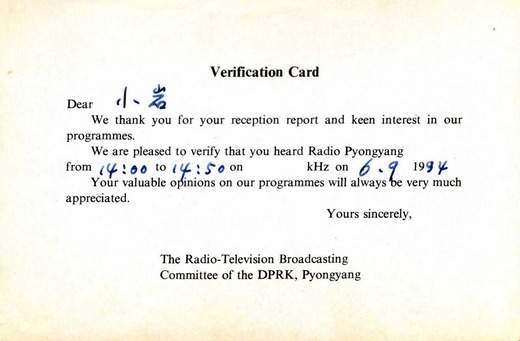 Verification Card
Dear 小岩
We thank you for your reception report and keen interest in our
programmes.
We are pleased to verify that you heard Radio Pyongyang
from 14:00 to 14:50 on kHz on 6.9 1994
Your valuable opinions on our programmes will always be very much
appreciated.
Yours sincerely,
The Radio-Television Broadcasting
Committee of the DPRK, Pyongyang